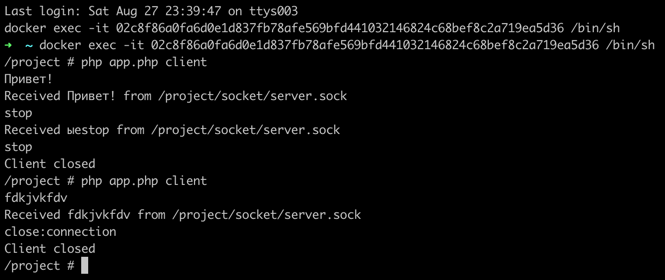 Last login: Sat Aug 27 23:39:47 on ttys003
docker exec -it 02c8f86a0fa6d0e1d837fb78afe569bfd441032146824c68bef8c2a719ea5d36 /bin/sh
➜  ~ docker exec -it 02c8f86a0fa6d0e1d837fb78afe569bfd441032146824c68bef8c2a719ea5d36 /bin/sh
/project # php app.php client
Привет!
Received Привет! from /project/socket/server.sock
stop
Received ыеstop from /project/socket/server.sock
stop
Client closed
/project # php app.php client
fdkjvkfdv
Received fdkjvkfdv from /project/socket/server.sock
close:connection
Client closed
/project #